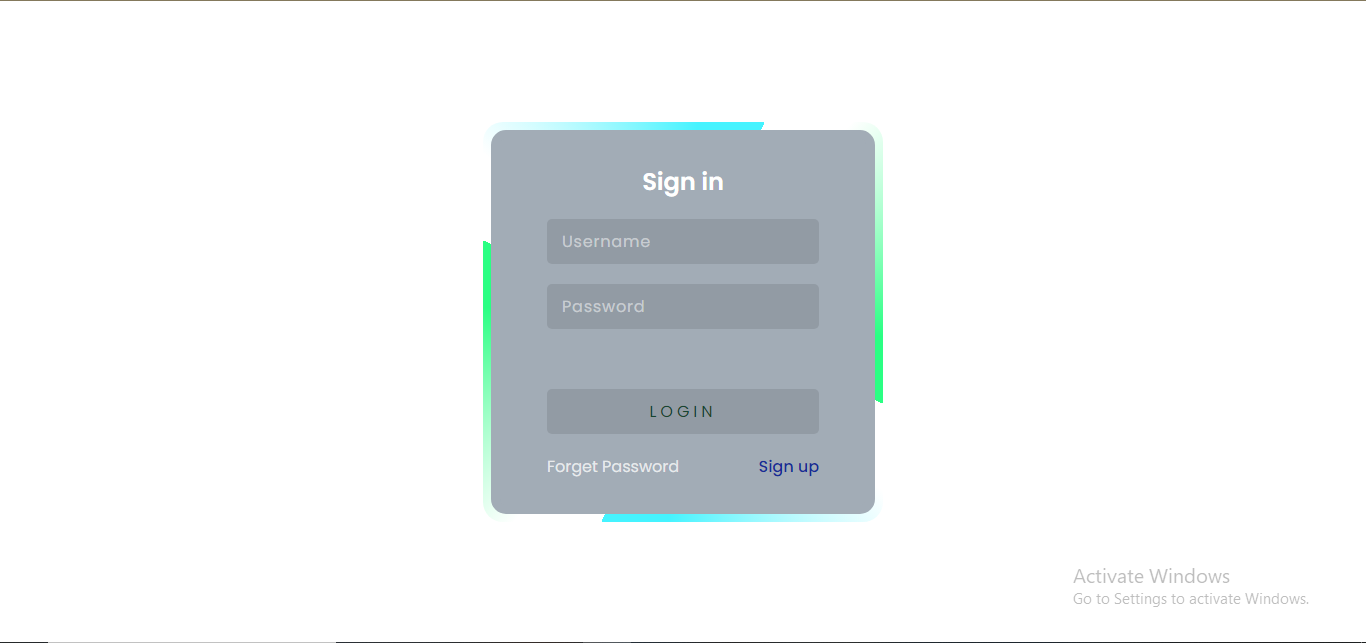 Sign in
Username
Password
LOGIN
Forget Password
Sign up
Activate Windows
Go to Settings to activate Windows.